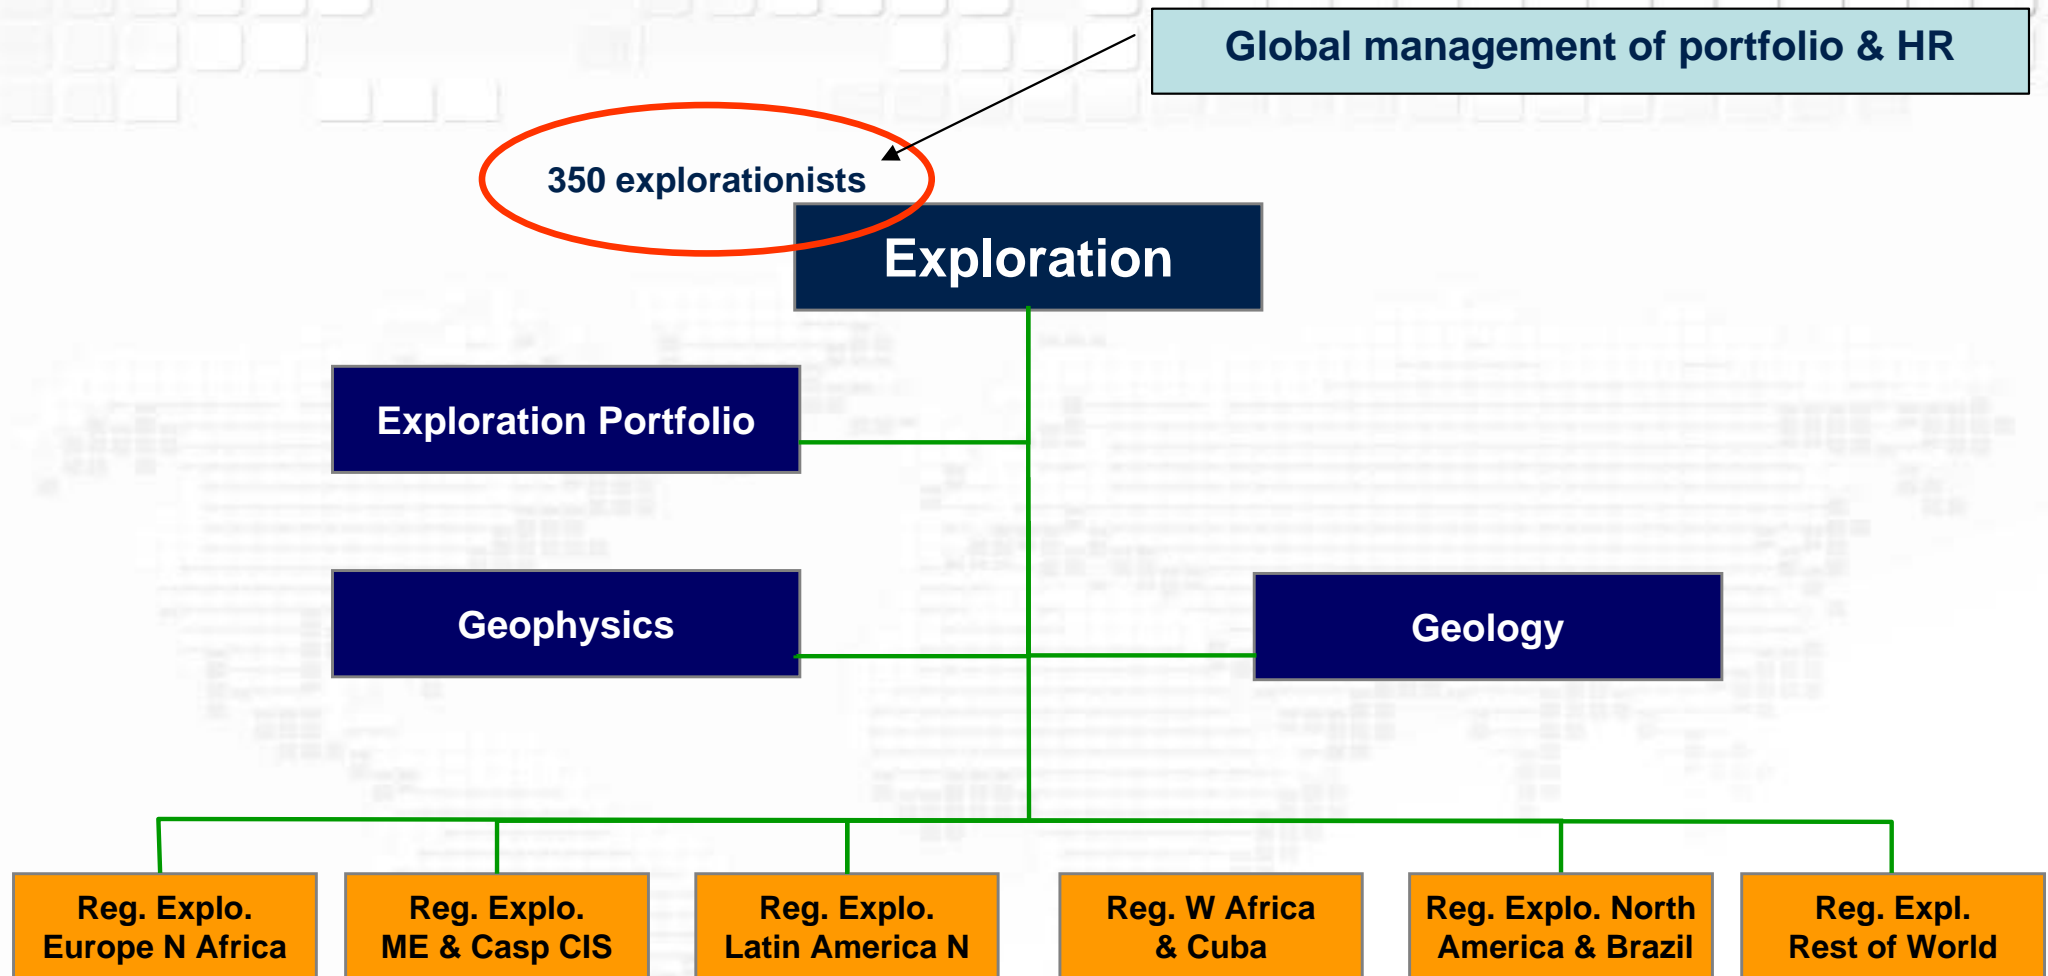 Global management of portfolio & HR
350 explorationists
Exploration
Exploration Portfolio
Geophysics
Geology
Reg. Explo.
Europe N Africa
Reg. Explo.
ME & Casp CIS
Reg. Explo.
Latin America N
Reg. W Africa
& Cuba
Reg. Explo. North
America & Brazil
Reg. Expl.
Rest of World